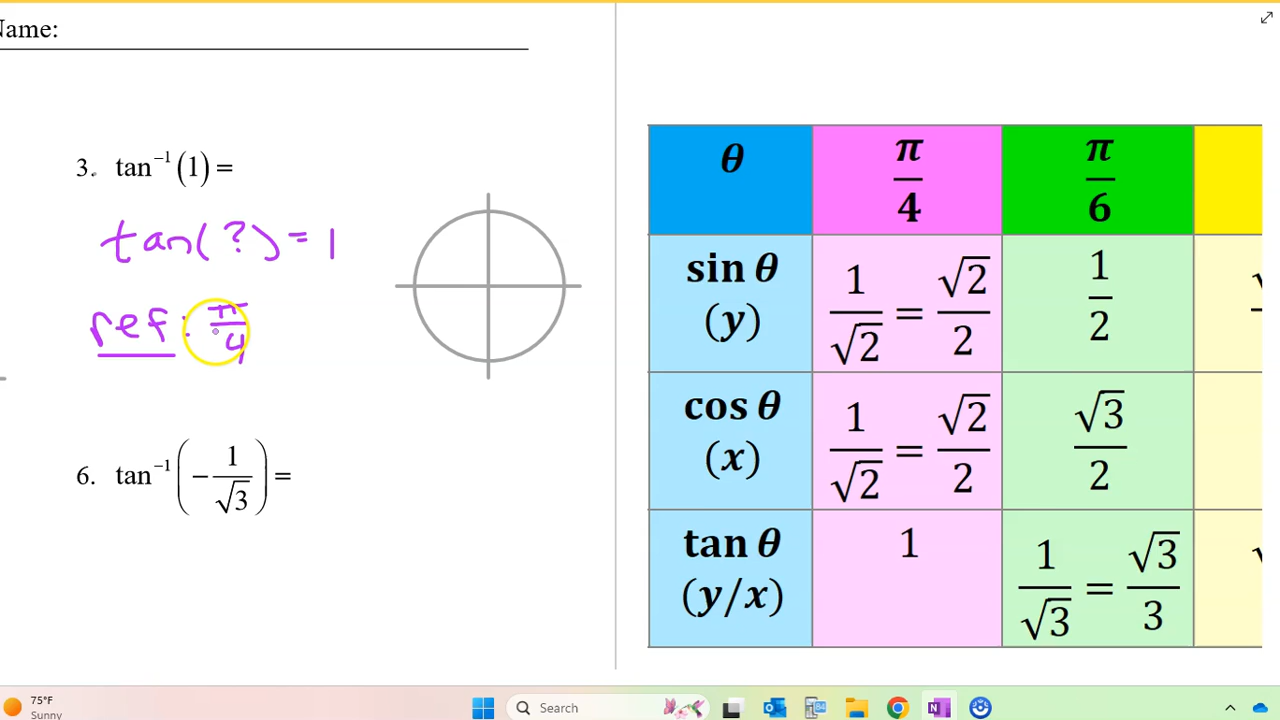 Name:
3. tan⁻¹(1) =
tan(?) = 1
ref: π/4
6. tan⁻¹(-1/√3) =
θ π/4 π/6
sin θ (y) 1/√2 = √2/2 1/2
cos θ (x) 1/√2 = √2/2 √3/2
tan θ (y/x) 1 1/√3 = √3/3
75°F
Sunny
Search